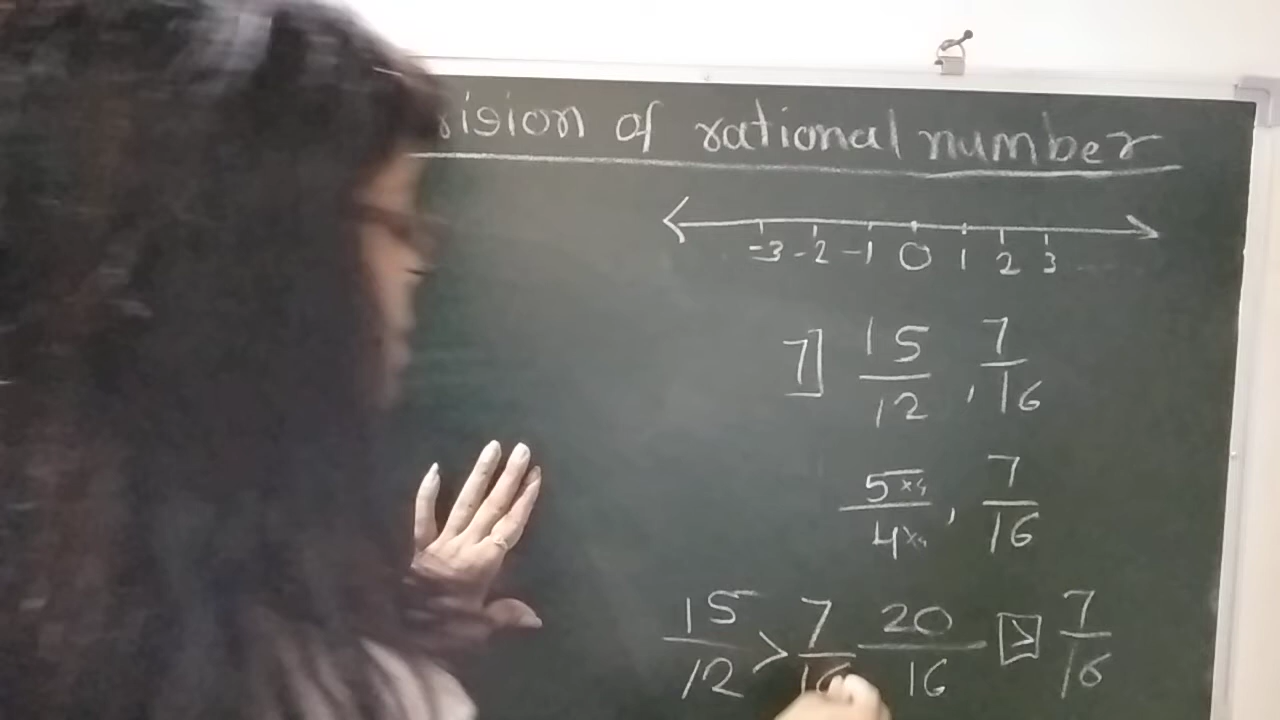 of rational number
-3 -2 -1 0 1 2 3
7] 15/12, 7/16
5×4/4×4, 7/16
15/12 > 7/16 20/16 > 7/16